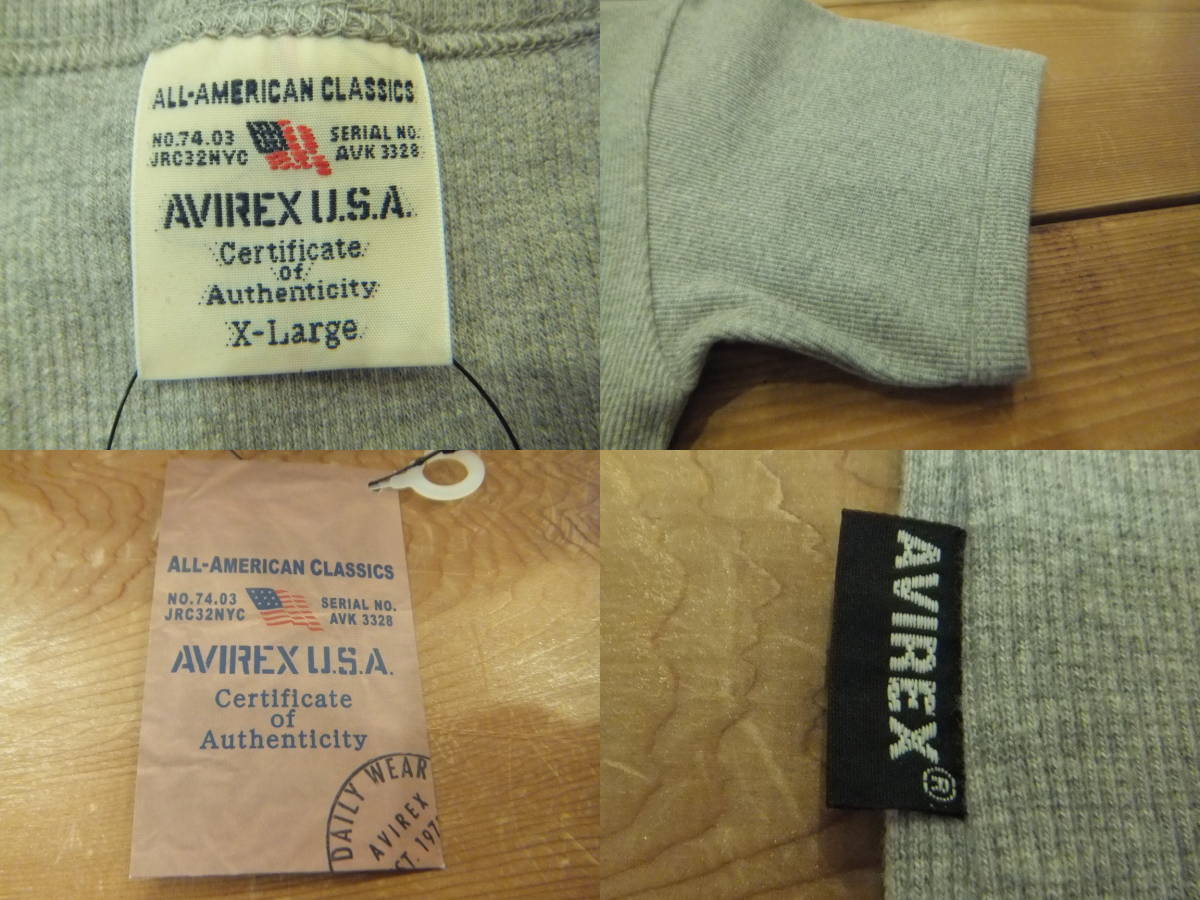 ALL-AMERICAN CLASSICS
NO.74.03
JRC32NYC
SERIAL NO.
AVK 3328
AVIREX U.S.A.
Certificate
of
Authenticity
X-Large
ALL-AMERICAN CLASSICS
NO.74.03
JRC32NYC
SERIAL NO.
AVK 3328
AVIREX U.S.A.
Certificate
of
Authenticity
DAILY WEAR
AVIREX
AVIREX®